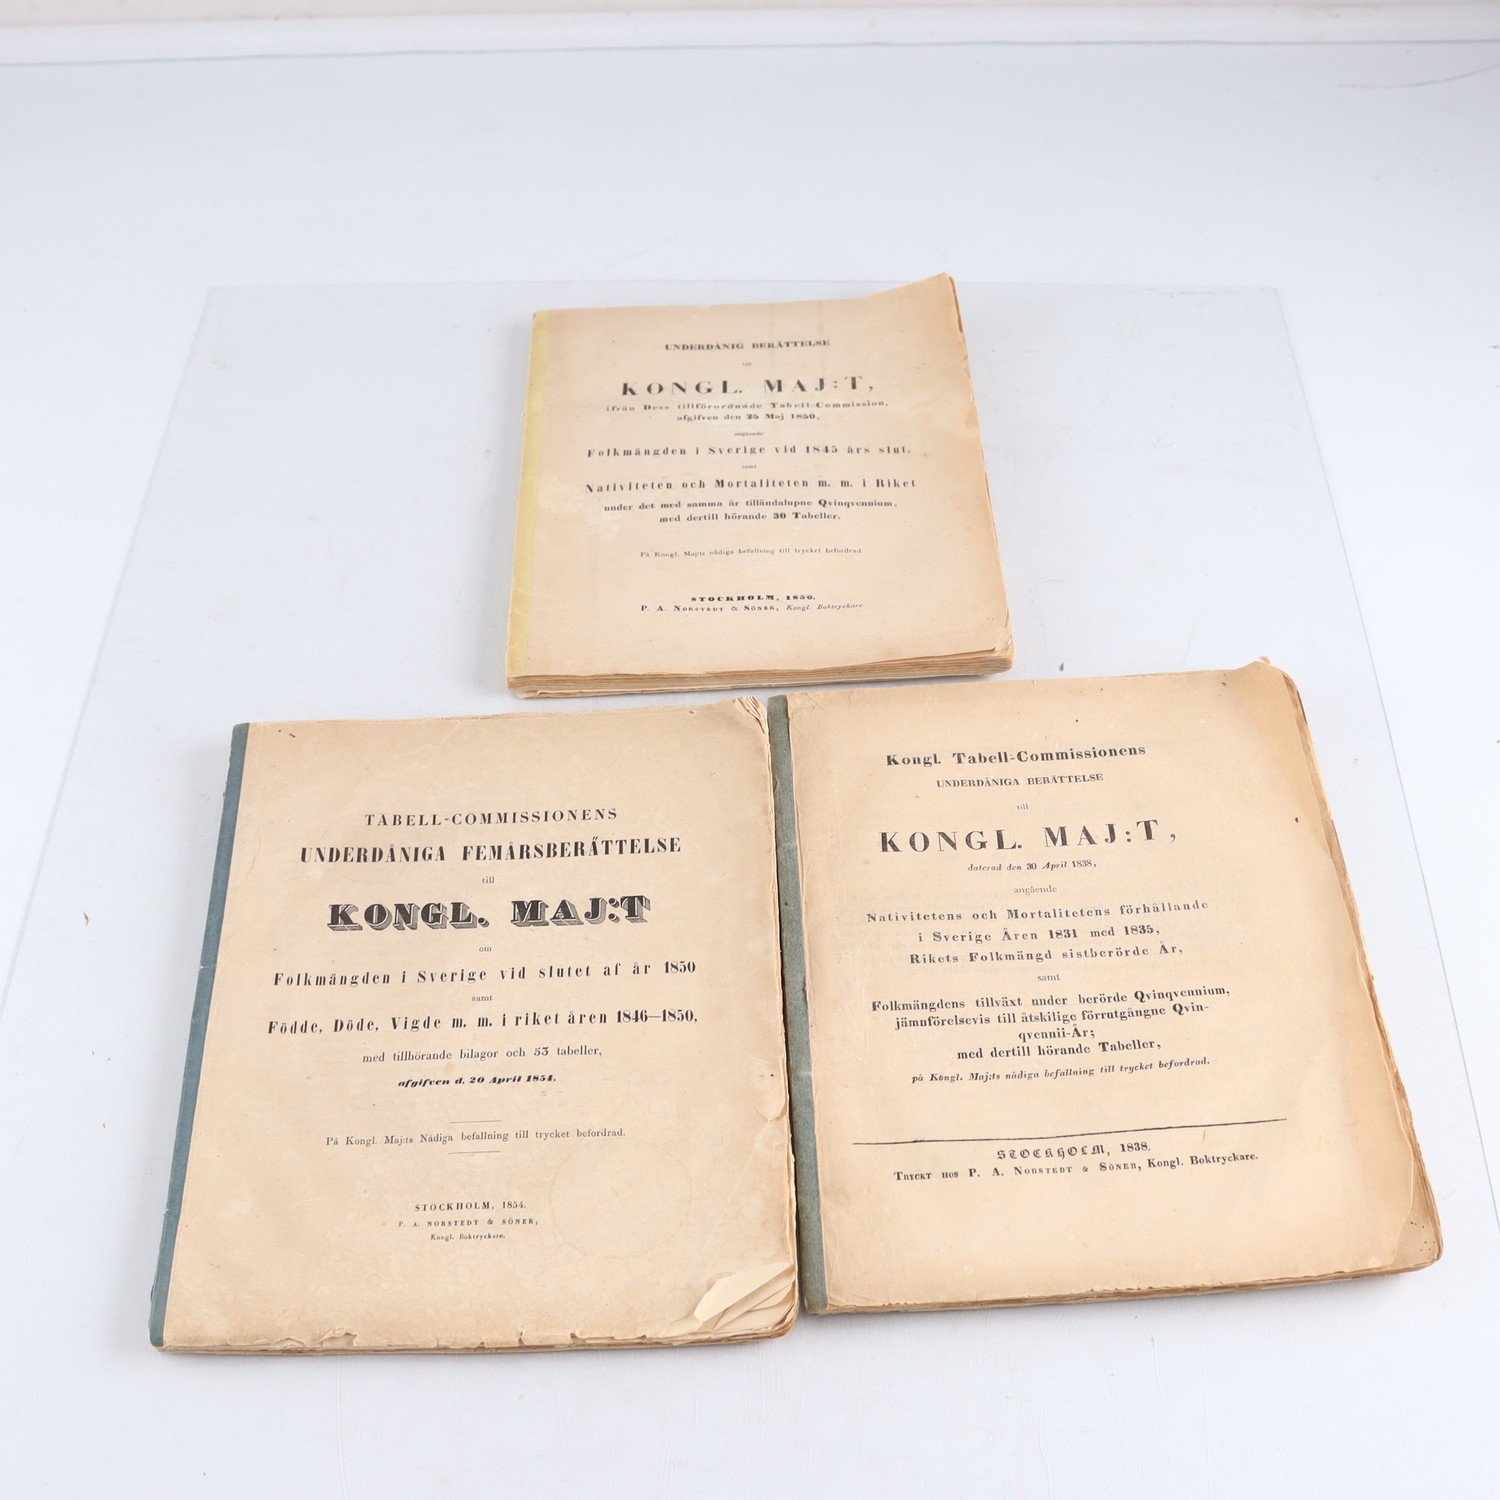 UNDERDÅNIG BERÄTTELSE
till
KONGL. MAJ:T,
ifrån Dess tillförordnade Tabell-Commission,
afgifven den 25 Maj 1850,
angående
Folkmängden i Sverige vid 1845 års slut,
samt
Nativiteten och Mortaliteten m. m. i Riket
under det med samma år tilländalupne Qvinqvennium,
med dertill hörande 30 Tabeller.
På Kongl. Maj:ts nådiga befallning till trycket befordrad.
STOCKHOLM, 1850.
P. A. NORSTEDT & SÖNER, Kongl. Boktryckare.
TABELL-COMMISSIONENS
UNDERDÅNIGA FEMÅRSBERÄTTELSE
till
KONGL. MAJ:T
om
Folkmängden i Sverige vid slutet af år 1850
samt
Födde, Döde, Vigde m. m. i riket åren 1846—1850,
med tillhörande bilagor och 53 tabeller,
afgifven d. 20 April 1854.
På Kongl. Maj:ts Nådiga befallning till trycket befordrad.
STOCKHOLM, 1854.
P. A. NORSTEDT & SÖNER,
Kongl. Boktryckare.
Kongl. Tabell-Commissionens
UNDERDÅNIGA BERÄTTELSE
till
KONGL. MAJ:T,
daterad den 30 April 1838,
angående
Nativitetens och Mortalitetens förhållande
i Sverige Åren 1831 med 1835,
Rikets Folkmängd sistberörde År,
samt
Folkmängdens tillväxt under berörde Qvinqvennium,
jämnförelsevis till åtskilige förrutgångne Qvin-
qvennii-År;
med dertill hörande Tabeller,
på Kongl. Maj:ts nådiga befallning till trycket befordrad.
STOCKHOLM, 1838.
TRYCKT HOS P. A. NORSTEDT & SÖNER, Kongl. Boktryckare.